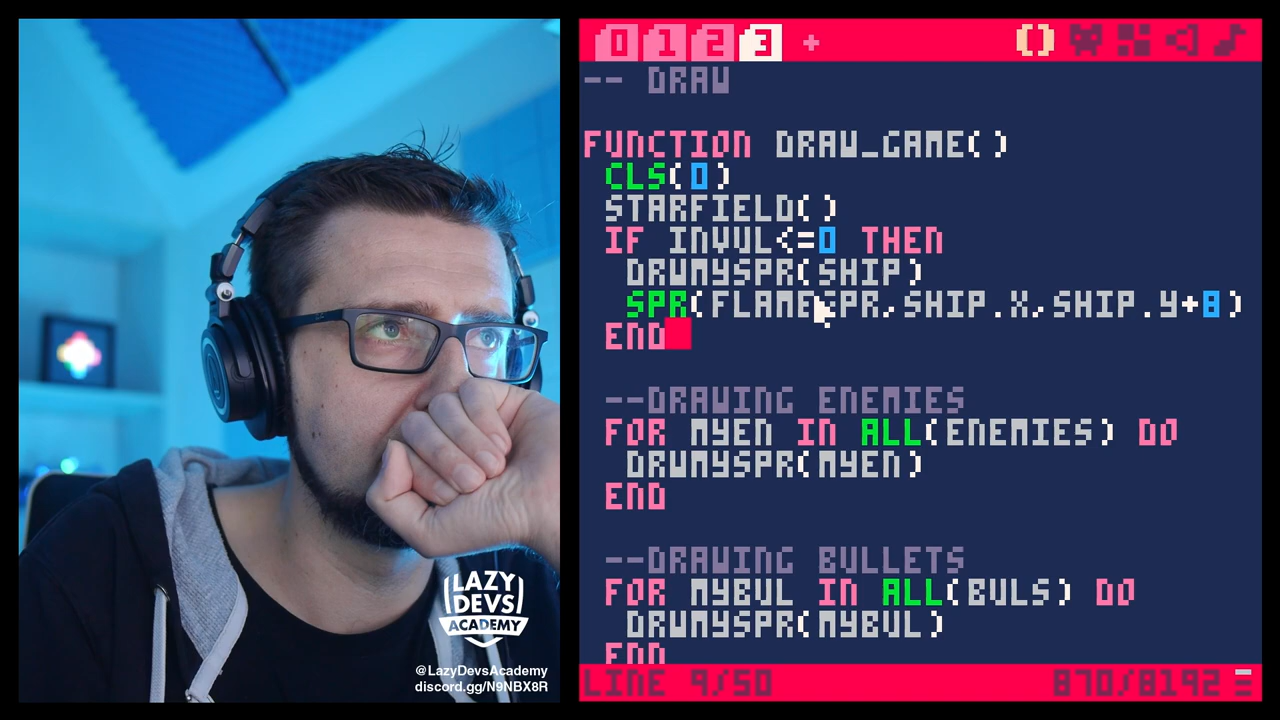 LAZY
DEVS
ACADEMY
@LazyDevsAcademy
discord.gg/N9NBX8R
0 1 2 3 +
-- DRAW
FUNCTION DRAW_GAME()
CLS(0)
STARFIELD()
IF INVUL<=0 THEN
DRWMYSPR(SHIP)
SPR(FLAMESPR,SHIP.X,SHIP.Y+8)
END
--DRAWING ENEMIES
FOR MYEN IN ALL(ENEMIES) DO
DRWMYSPR(MYEN)
END
--DRAWING BULLETS
FOR MYBUL IN ALL(BULS) DO
DRWMYSPR(MYBUL)
END
LINE 9/50 870/8192